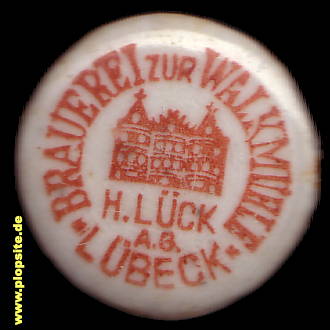 BRAUEREI ZUR WALKMÜHLE
H. LÜCK
A.G.
LÜBECK
www.plopsite.de